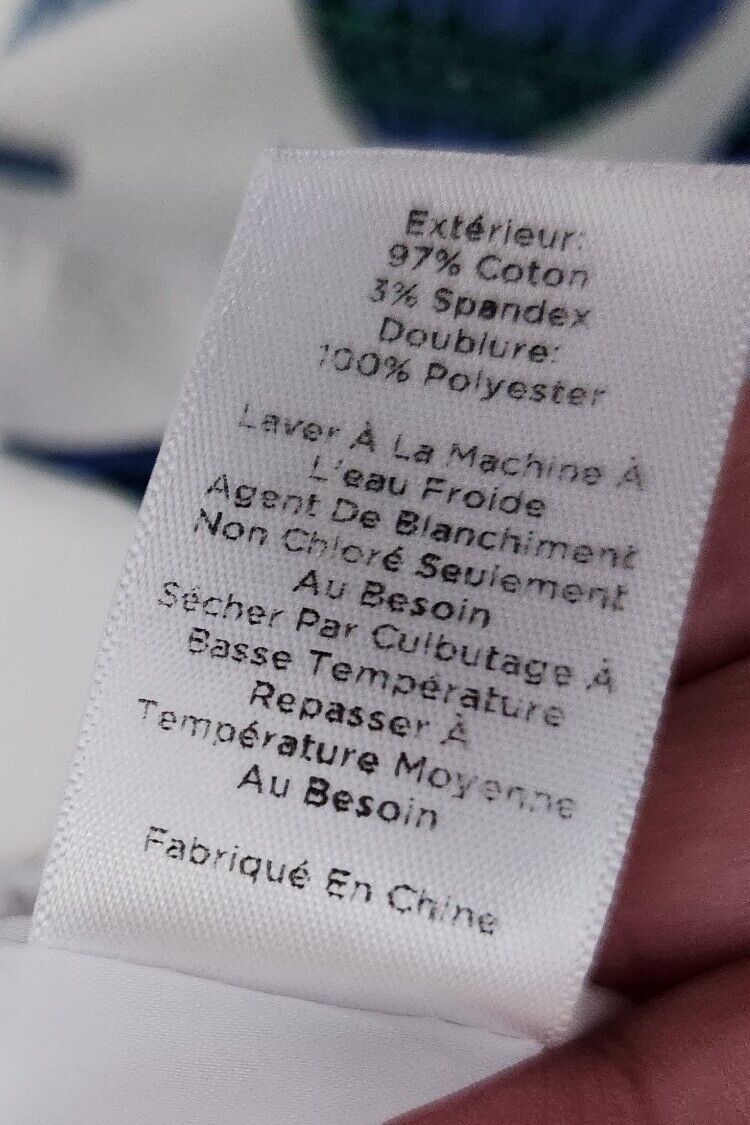 Extérieur:
97% Coton
3% Spandex
Doublure:
100% Polyester
Laver À La Machine À
L'eau Froide
Agent De Blanchiment
Non Chloré Seulement
Au Besoin
Sécher Par Culbutage À
Basse Température
Repasser À
Température Moyenne
Au Besoin
Fabriqué En Chine